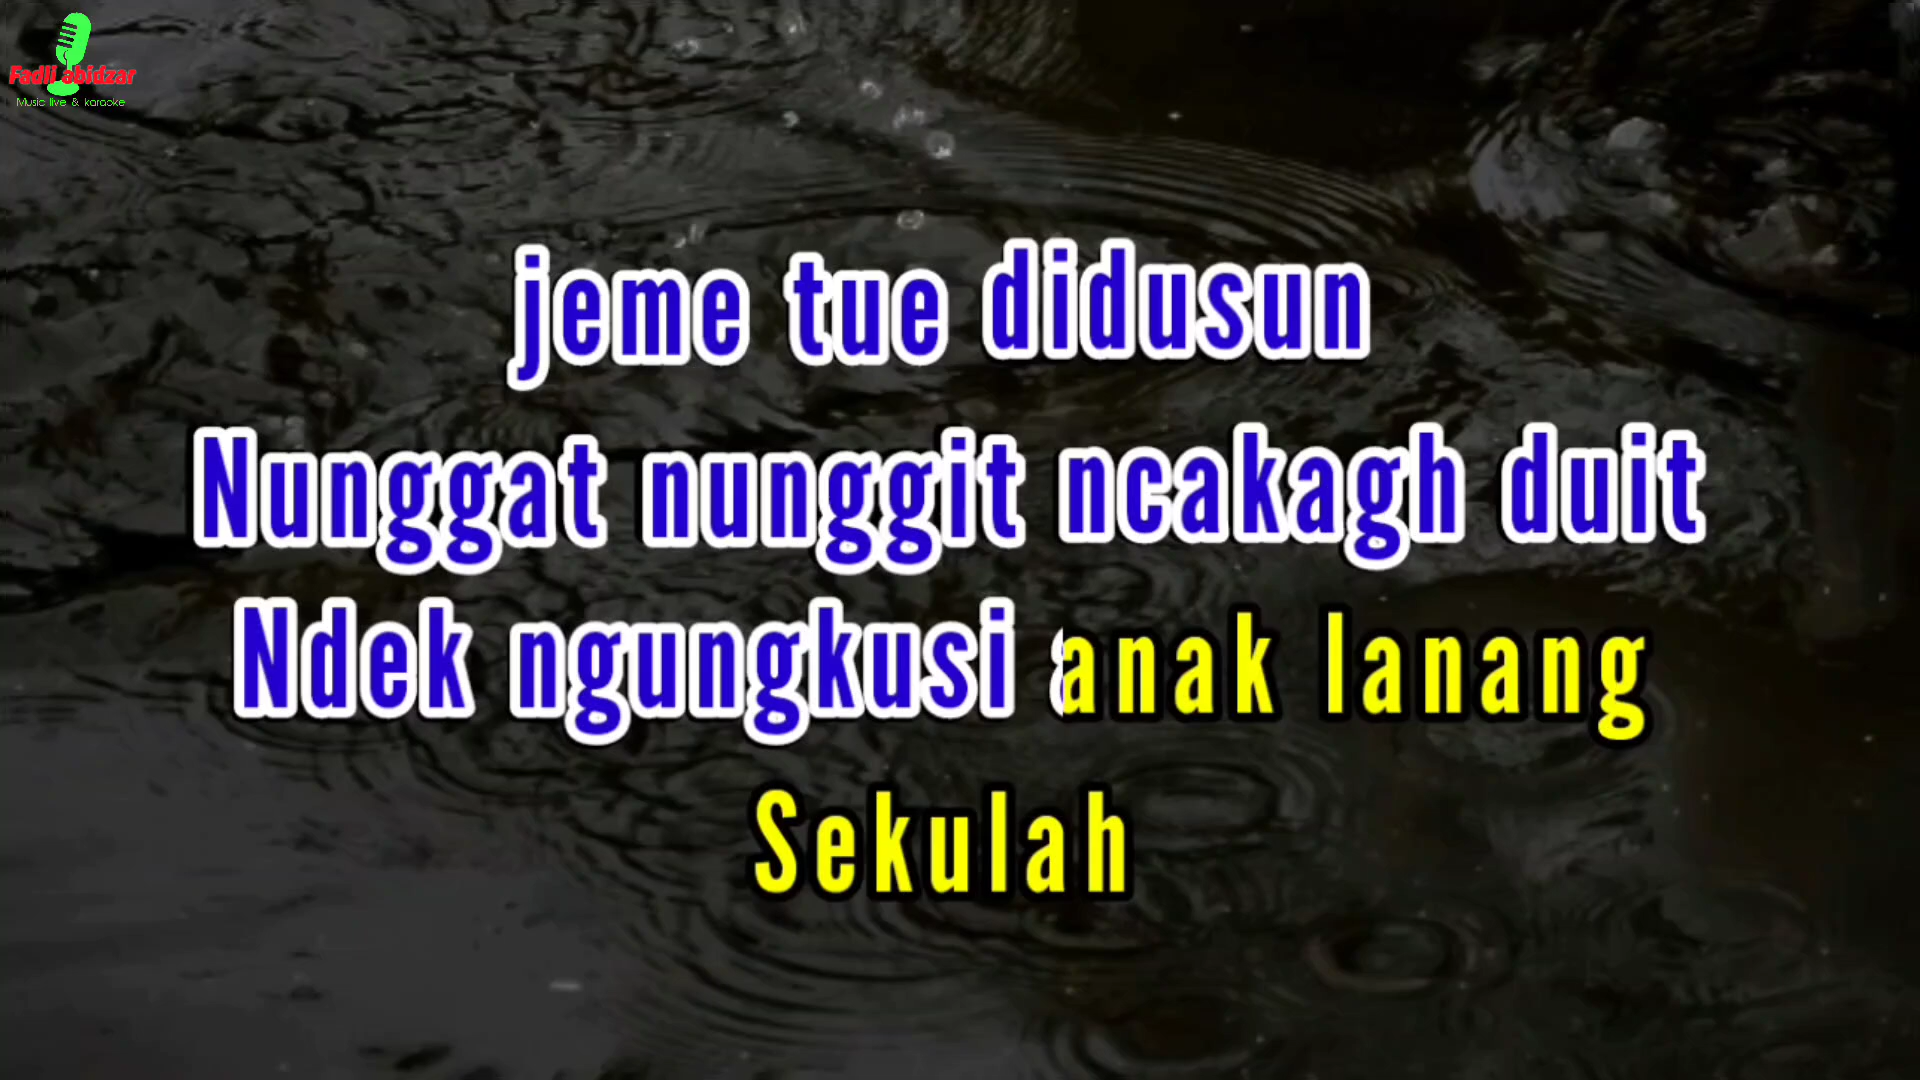 Fadli abidzar
Music live & karaoke
jeme tue didusun
Nunggat nunggit ncakagh duit
Ndek ngungkusi anak lanang
Sekulah